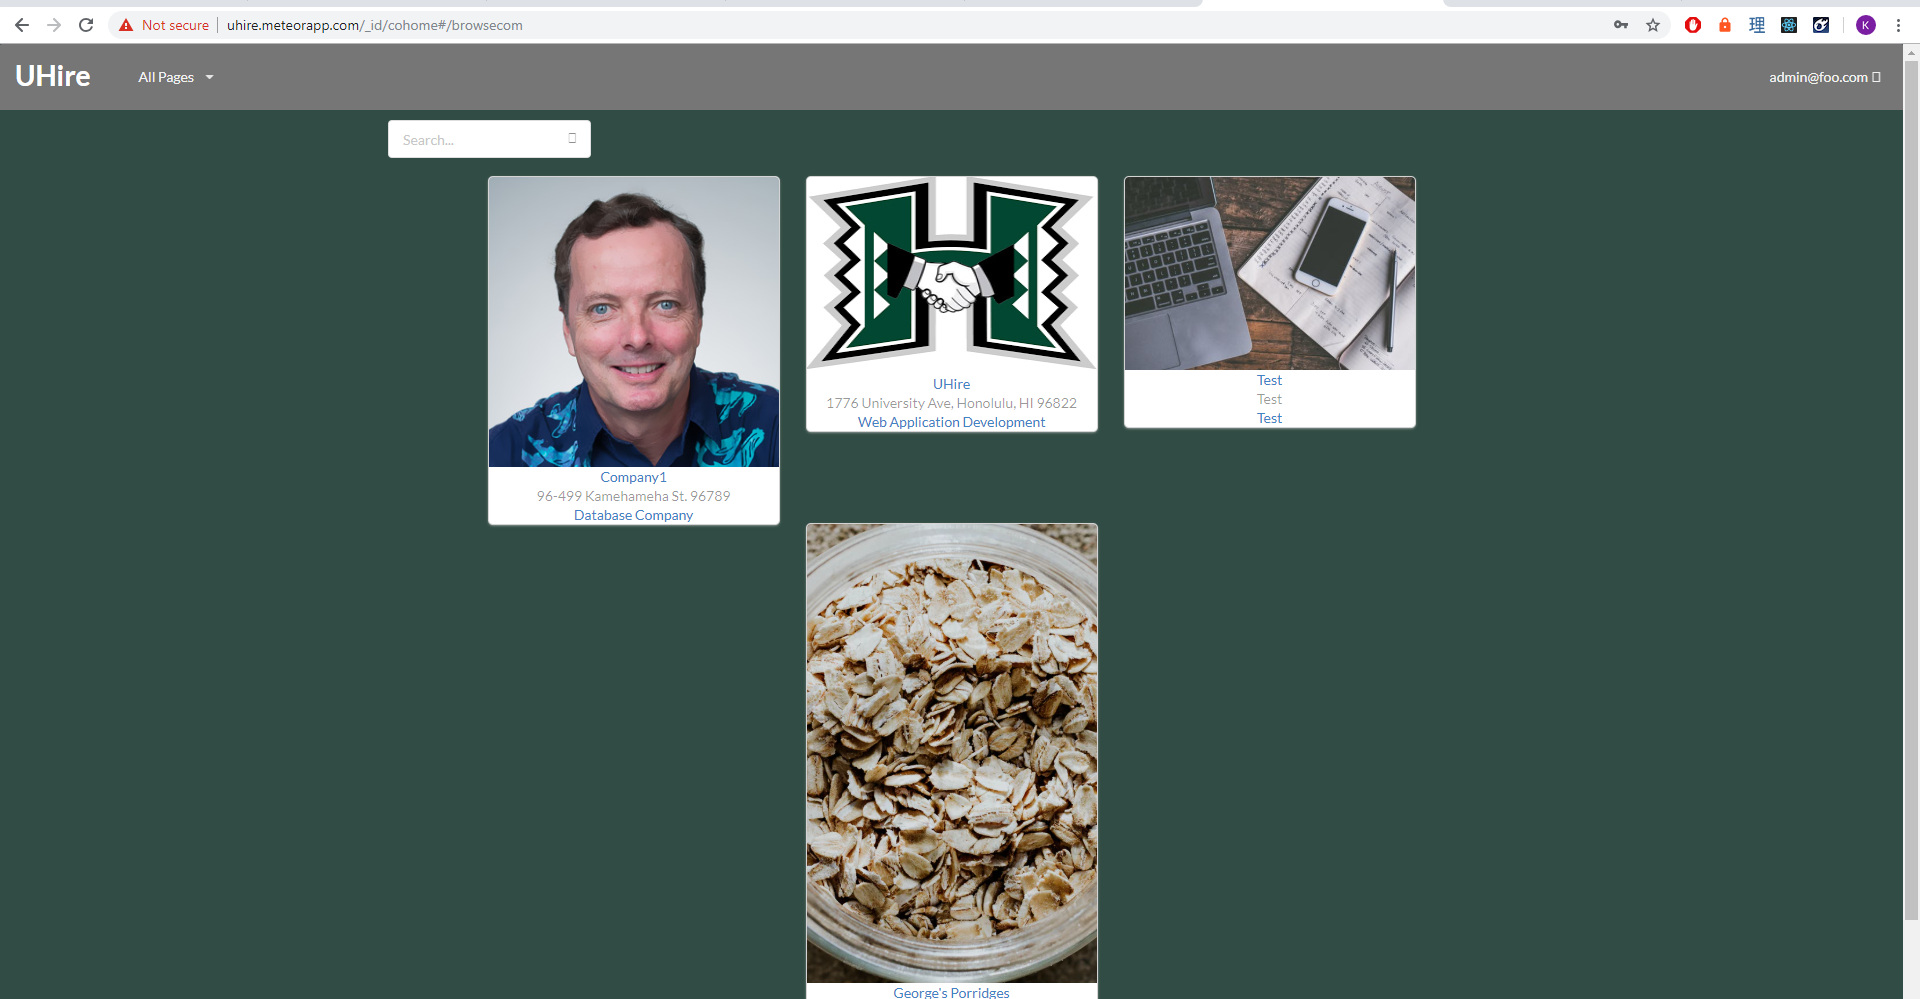 Not secure
uhire.meteorapp.com/_id/cohome#/browsecom
理
K
UHire
All Pages
admin@foo.com
Search...
Company1
96-499 Kamehameha St. 96789
Database Company
UHire
1776 University Ave, Honolulu, HI 96822
Web Application Development
Test
Test
Test
George's Porridges